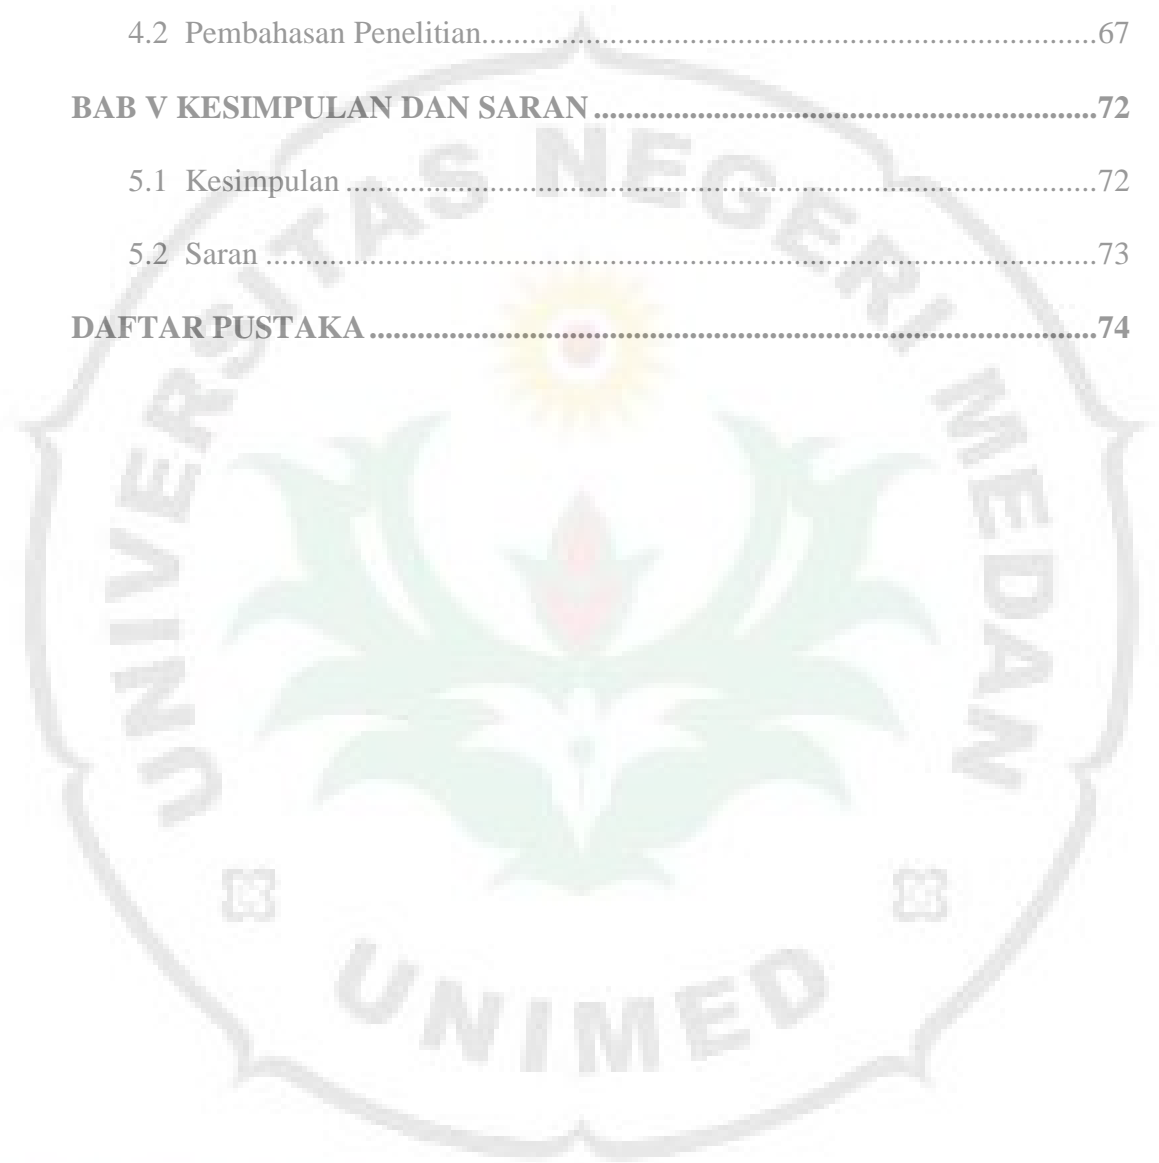 4.2 Pembahasan Penelitian.............................................................................67
BAB V KESIMPULAN DAN SARAN...............................................................72
5.1 Kesimpulan..............................................................................................72
5.2 Saran........................................................................................................73
DAFTAR PUSTAKA...........................................................................................74
UNIVERSITAS NEGERI MEDAN
UNIMED